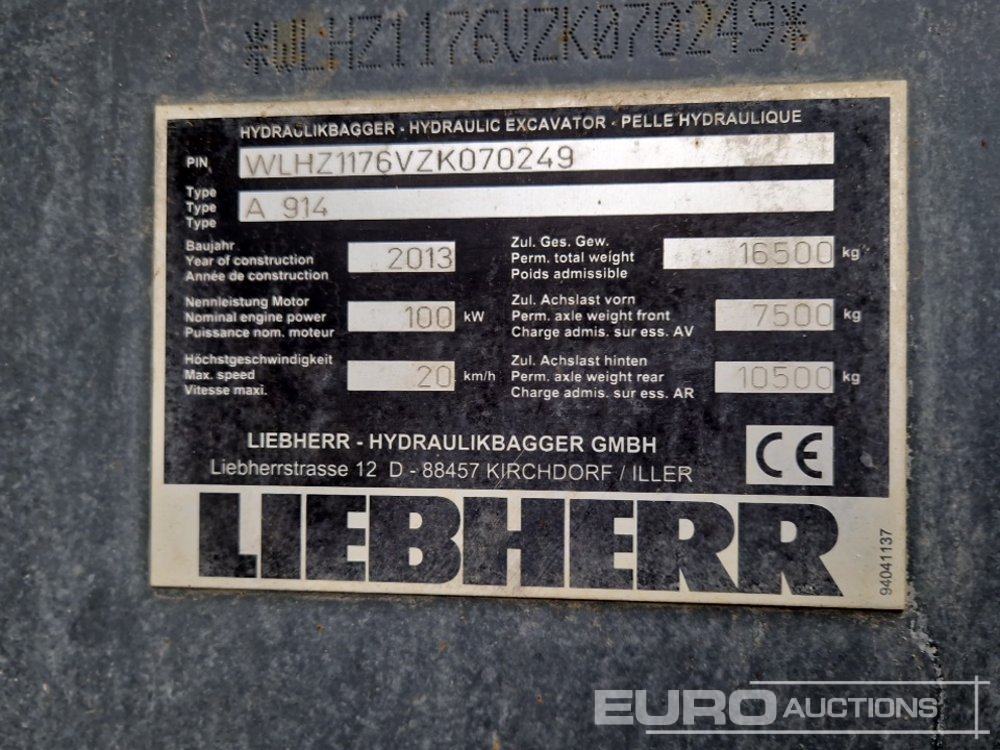 *WLHZ1176VZK070249*
HYDRAULIKBAGGER - HYDRAULIC EXCAVATOR - PELLE HYDRAULIQUE
PIN WLHZ1176VZK070249
Type
Type A 914
Type
Baujahr
Year of construction 2013
Année de construction
Zul. Ges. Gew.
Perm. total weight 16500 kg
Poids admissible
Nennleistung Motor
Nominal engine power 100 kW
Puissance nom. moteur
Zul. Achslast vorn
Perm. axle weight front 7500 kg
Charge admis. sur ess. AV
Höchstgeschwindigkeit
Max. speed 20 km/h
Vitesse maxi.
Zul. Achslast hinten
Perm. axle weight rear 10500 kg
Charge admis. sur ess. AR
LIEBHERR - HYDRAULIKBAGGER GMBH
Liebherrstrasse 12 D - 88457 KIRCHDORF / ILLER
CE
LIEBHERR
94041137
EURO AUCTIONS